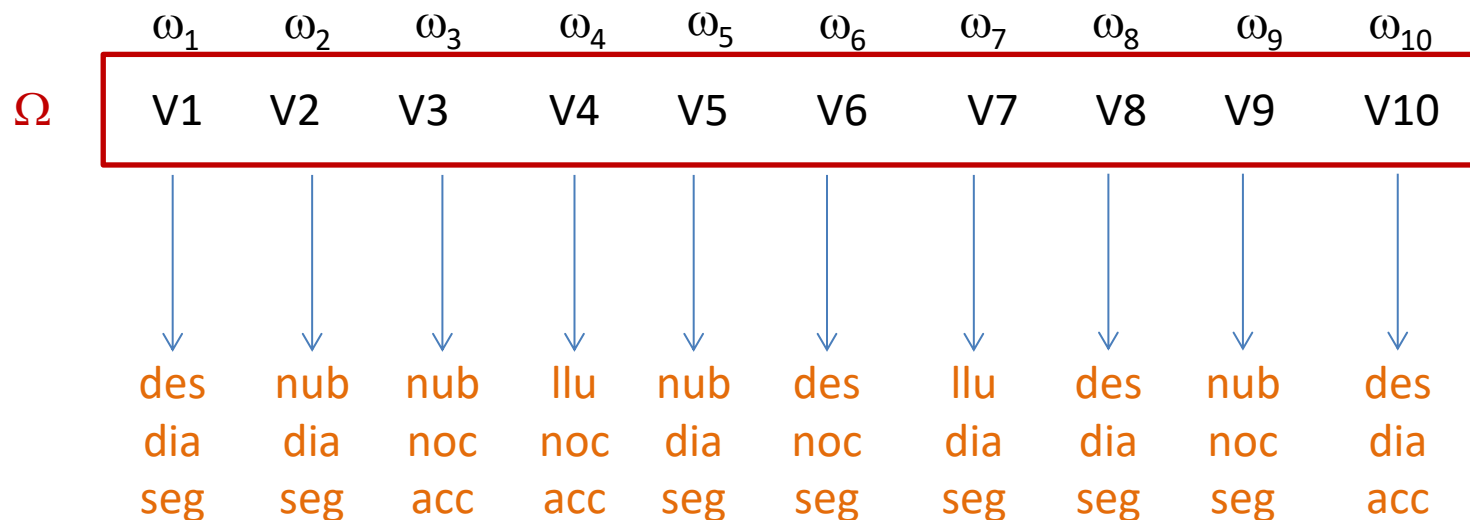 ω1 ω2 ω3 ω4 ω5 ω6 ω7 ω8 ω9 ω10
Ω V1 V2 V3 V4 V5 V6 V7 V8 V9 V10
des nub nub llu nub des llu des nub des
dia dia noc noc dia noc dia dia noc dia
seg seg acc acc seg seg seg seg seg acc